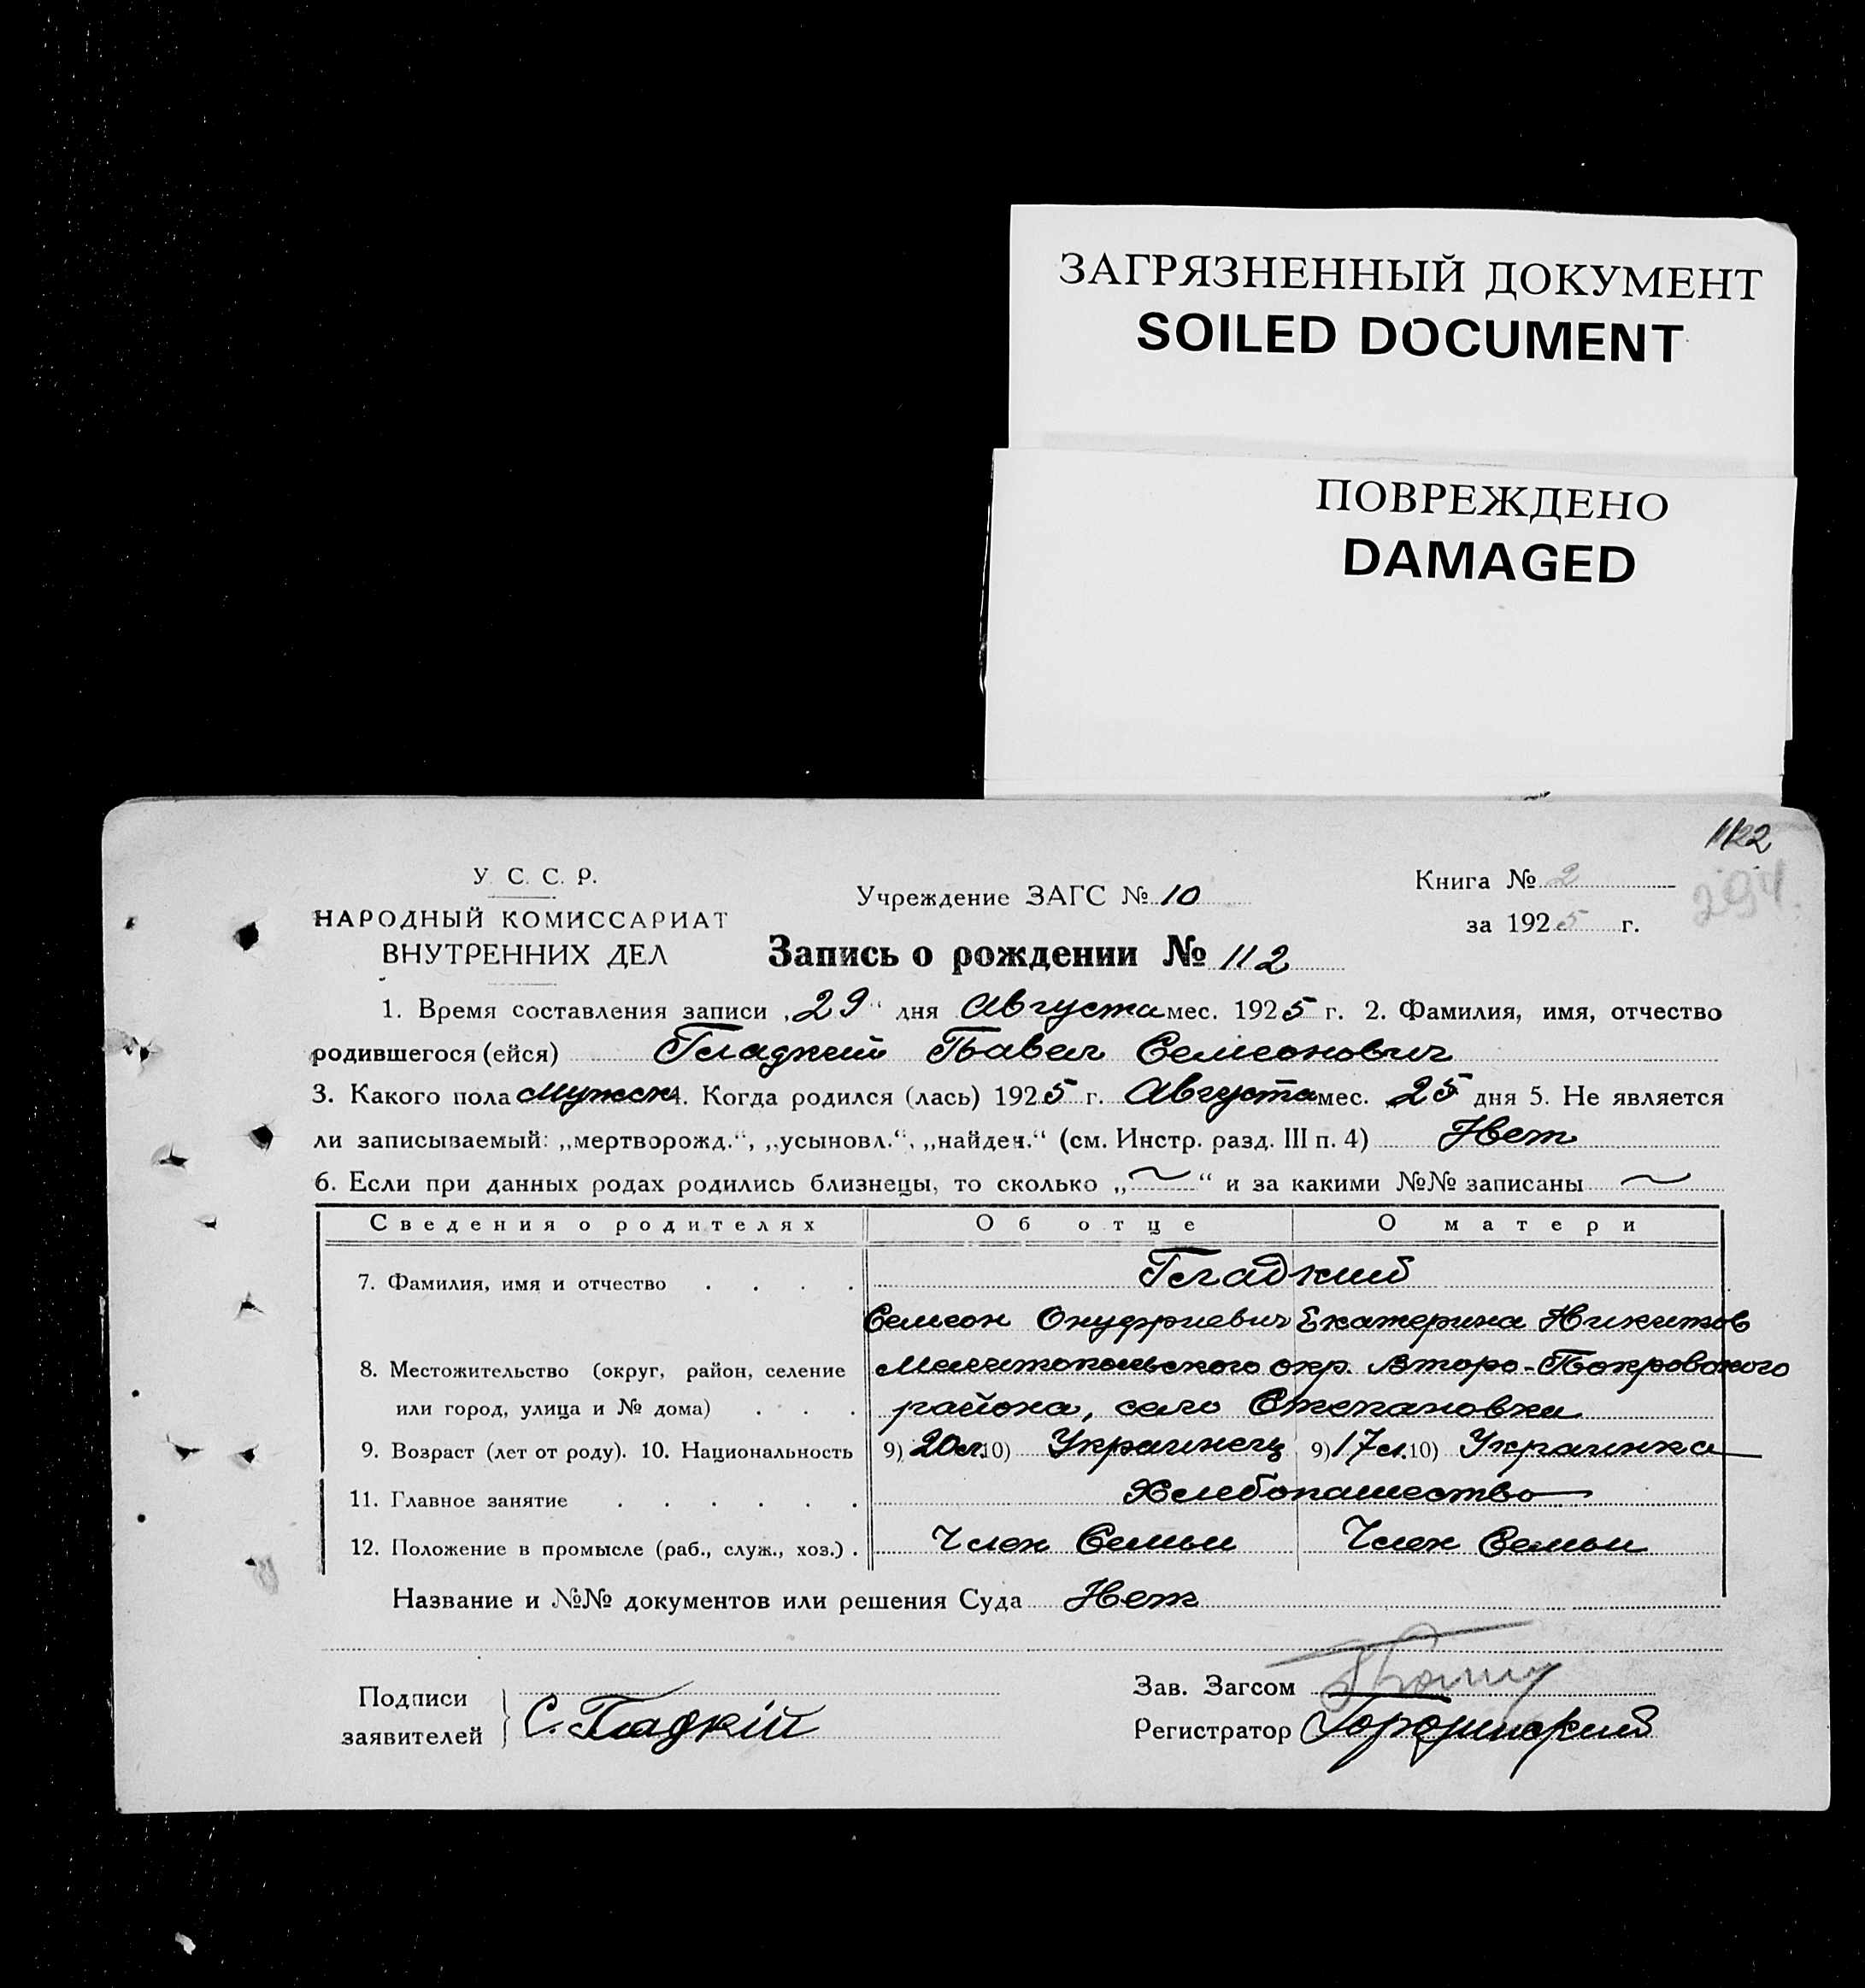 ЗАГРЯЗНЕННЫЙ ДОКУМЕНТ
SOILED DOCUMENT
ПОВРЕЖДЕНО
DAMAGED
У. С. С. Р.
НАРОДНЫЙ КОМИССАРИАТ
ВНУТРЕННИХ ДЕЛ
Учреждение ЗАГС № 10
Запись о рождении № 112
Книга № 2
за 1925 г.
1. Время составления записи „29“ дня Августа мес. 1925 г. 2. Фамилия, имя, отчество
родившегося (ейся) Гладкий Павел Семеонович
3. Какого пола Мужск 4. Когда родился (лась) 1925 г. Августа мес. 25 дня 5. Не является
ли записываемый: „мертворожд.“, „усыновл.“, „найден.“ (см. Инстр. разд. III п. 4) Нет
6. Если при данных родах родились близнецы, то сколько „~“ и за какими №№ записаны ~
Сведения о родителях Об отце О матери
7. Фамилия, имя и отчество . . . . Гладкий
Семеон Онуфриевич Екатерина Никитов
8. Местожительство (округ, район, селение Мелитопольского окр. Второ-Покровского
или город, улица и № дома) . . . района, село Степановка
9. Возраст (лет от роду). 10. Национальность 9) 20 л. 10) Украинец 9) 17 л. 10) Украинка
11. Главное занятие . . . . . . Хлебопашество
12. Положение в промысле (раб., служ., хоз.) . Член Семьи Член Семьи
Название и №№ документов или решения Суда Нет
Подписи
заявителей } С. Гладкій
Зав. Загсом
Регистратор Городинский